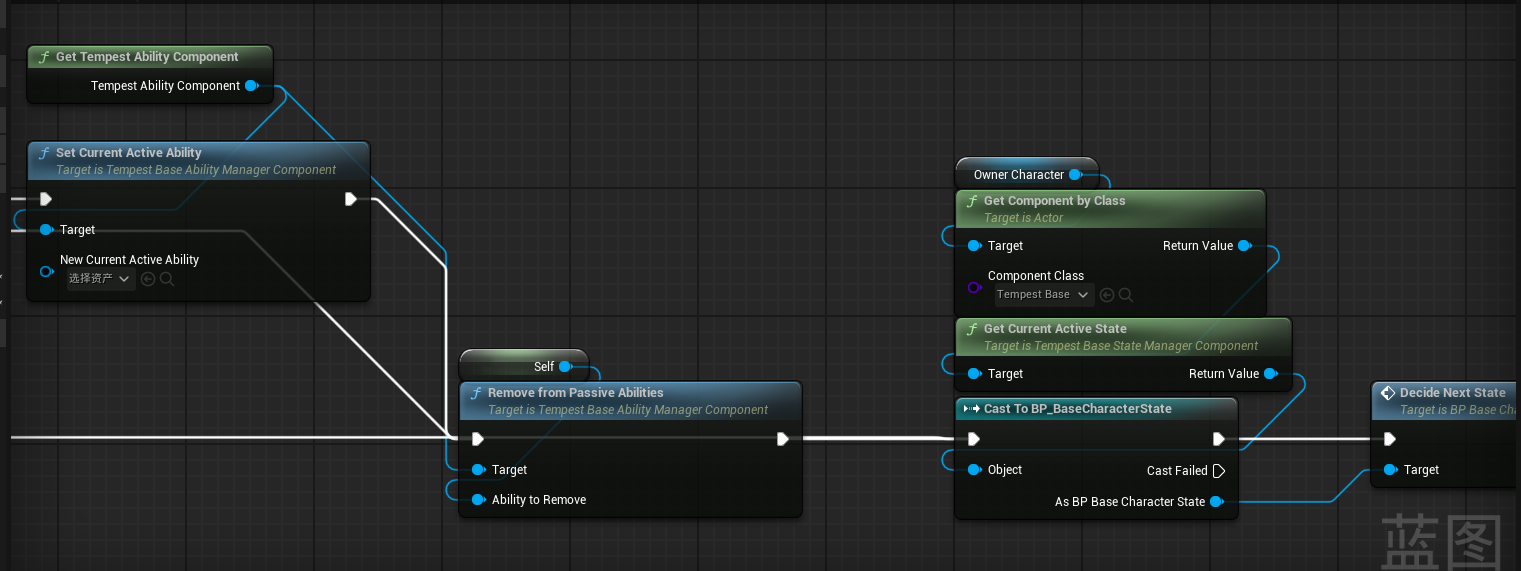 Get Tempest Ability Component
Tempest Ability Component
Set Current Active Ability
Target is Tempest Base Ability Manager Component
Target
New Current Active Ability
选择资产
Self
Remove from Passive Abilities
Target is Tempest Base Ability Manager Component
Target
Ability to Remove
Owner Character
Get Component by Class
Target is Actor
Target
Return Value
Component Class
Tempest Base
Get Current Active State
Target is Tempest Base State Manager Component
Target
Return Value
Cast To BP_BaseCharacterState
Object
Cast Failed
As BP Base Character State
Decide Next State
Target is BP Base Ch
Target
蓝图